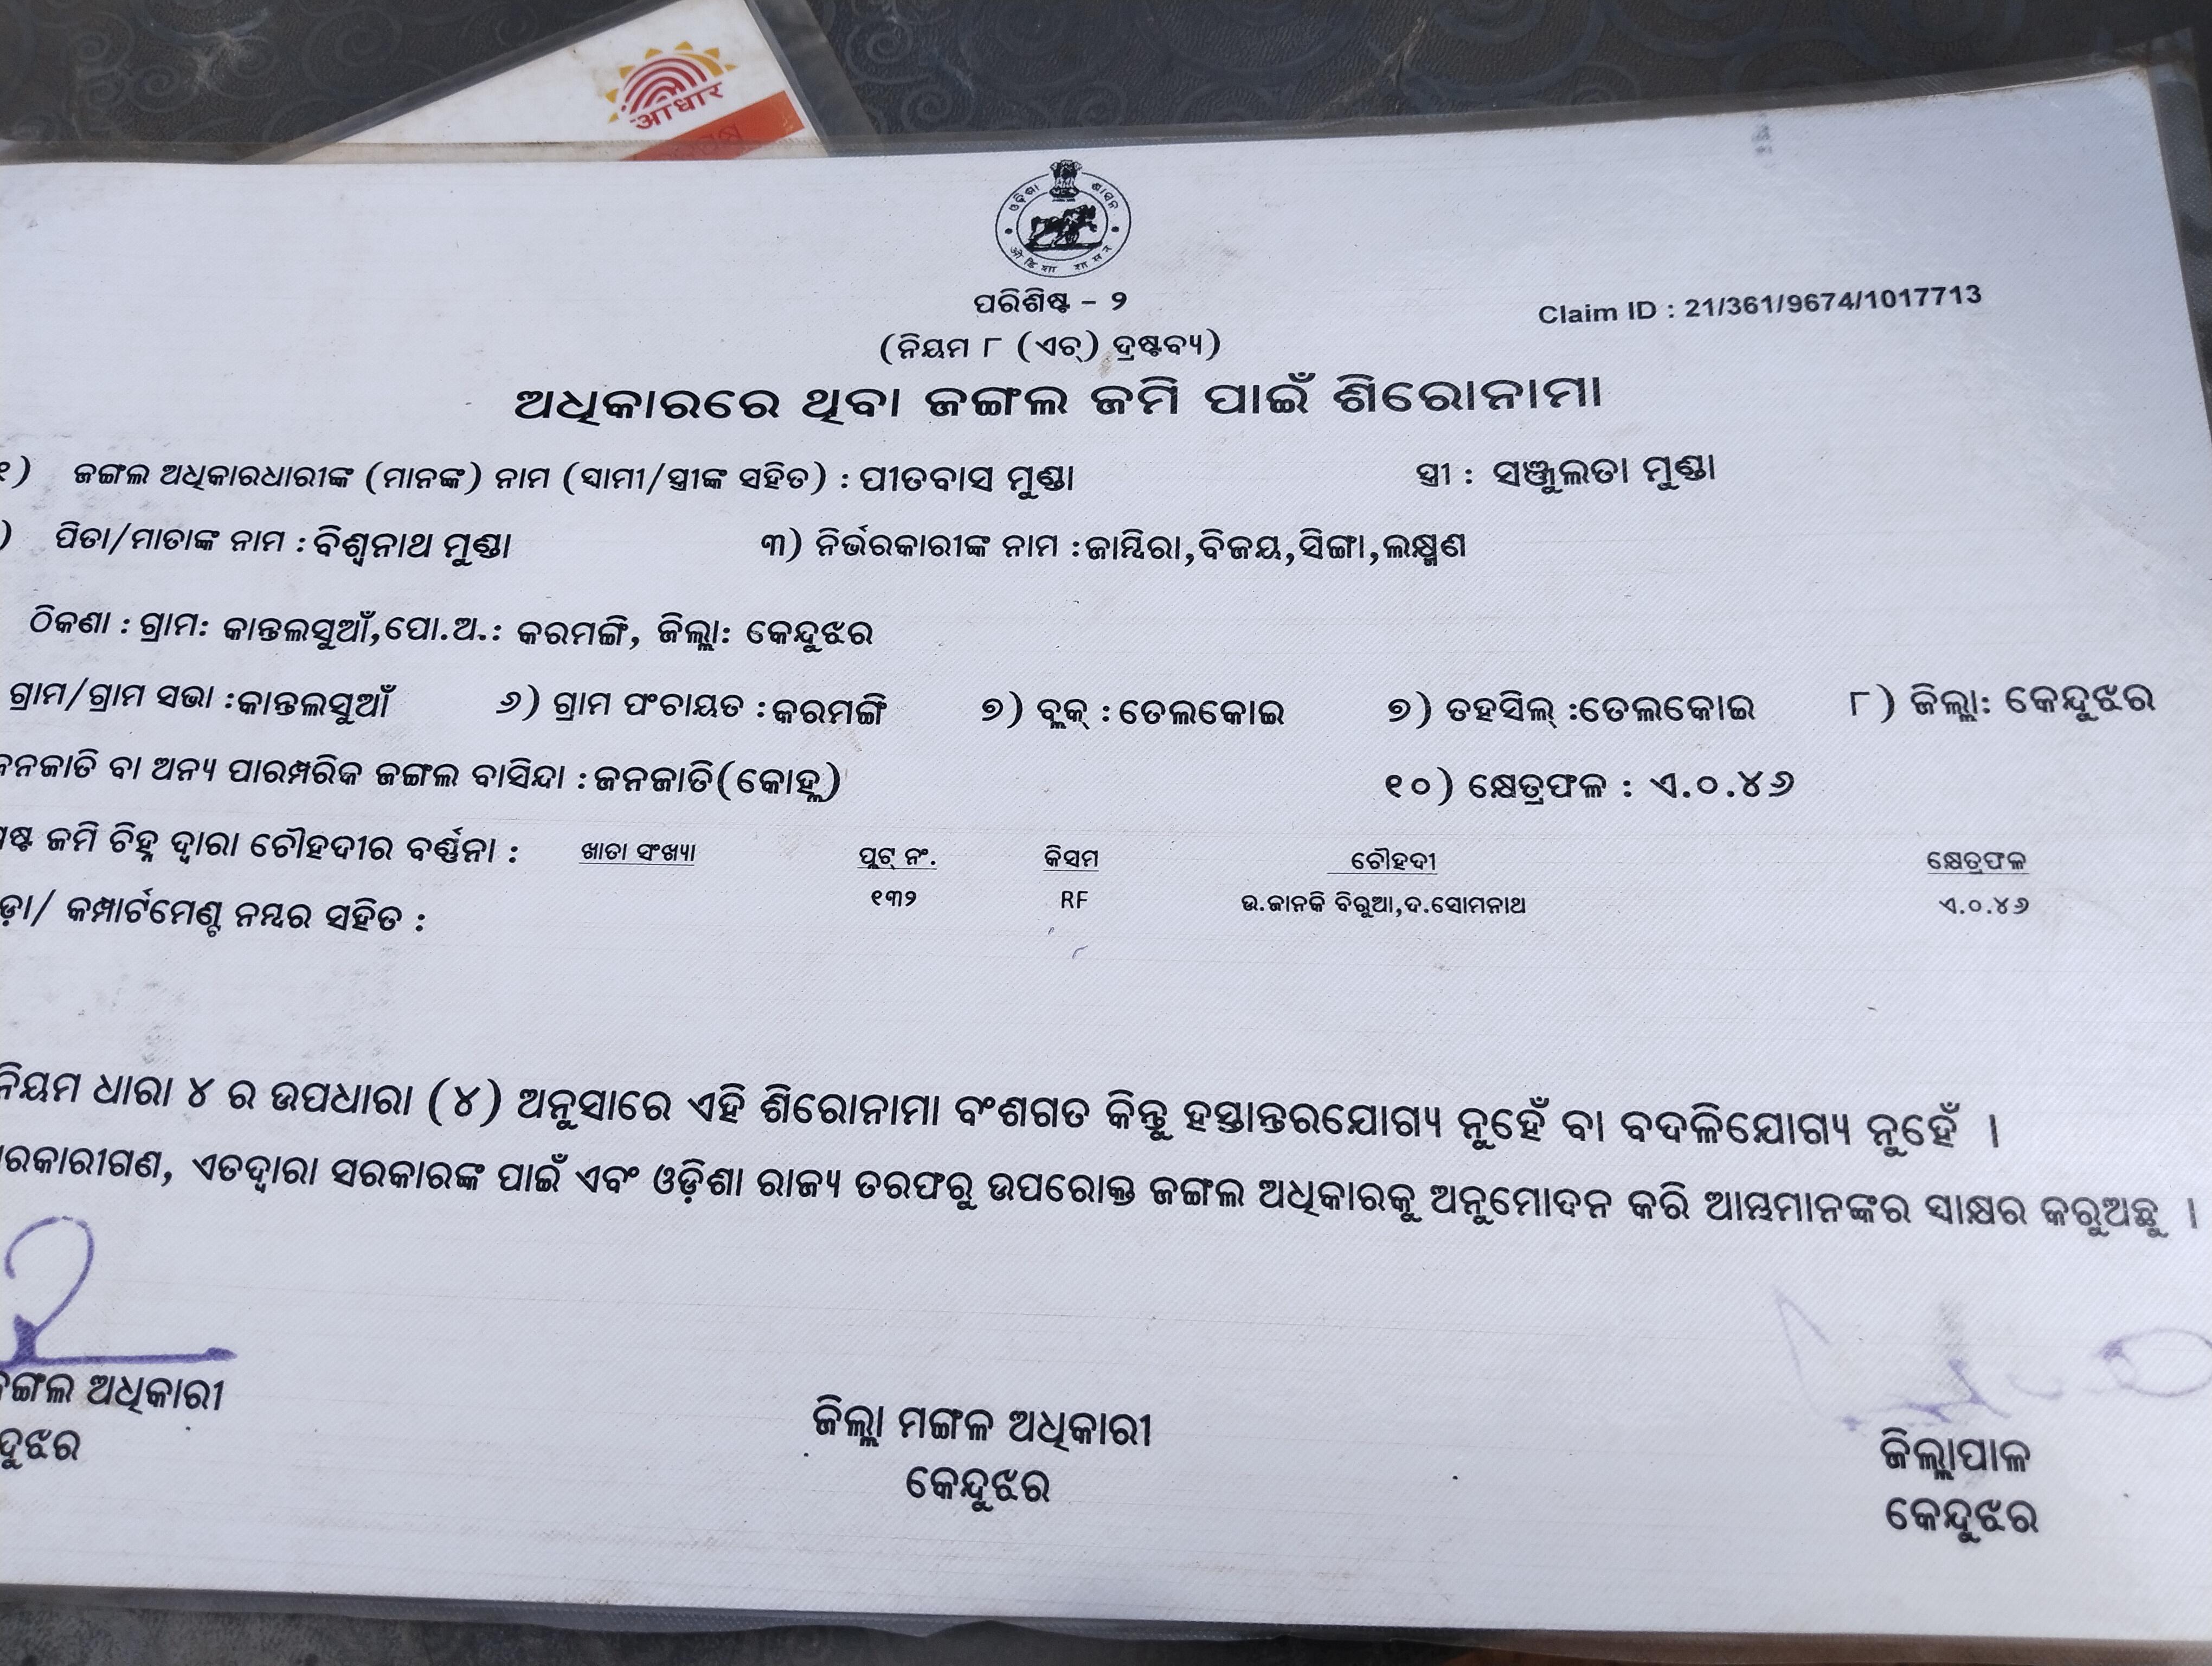 आधार
ଓଡ଼ିଶା ଶାସନ
ओडिशा शासन
ପରିଶିଷ୍ଟ – ୨
Claim ID : 21/361/9674/1017713
(ନିୟମ ୮ (ଏଚ୍) ଦ୍ରଷ୍ଟବ୍ୟ)
ଅଧିକାରରେ ଥିବା ଜଙ୍ଗଲ ଜମି ପାଇଁ ଶିରୋନାମା
୧) ଜଙ୍ଗଲ ଅଧିକାରଧାରୀଙ୍କ (ମାନଙ୍କ) ନାମ (ସ୍ୱାମୀ/ସ୍ତ୍ରୀଙ୍କ ସହିତ) : ପୀତବାସ ମୁଣ୍ଡା ସ୍ତ୍ରୀ : ସଞ୍ଜୁଲତା ମୁଣ୍ଡା
) ପିତା/ମାତାଙ୍କ ନାମ : ବିଶ୍ୱନାଥ ମୁଣ୍ଡା ୩) ନିର୍ଭରକାରୀଙ୍କ ନାମ : ଜାମ୍ବିରା,ବିଜୟ,ସିଙ୍ଗା,ଲକ୍ଷ୍ମଣ
ଠିକଣା : ଗ୍ରାମ: କାନ୍ତଲସୁଆଁ,ପୋ.ଅ.: କରମଙ୍ଗି, ଜିଲ୍ଲା: କେନ୍ଦୁଝର
ଗ୍ରାମ/ଗ୍ରାମ ସଭା :କାନ୍ତଲସୁଆଁ ୬) ଗ୍ରାମ ପଂଚାୟତ :କରମଙ୍ଗି ୭) ବ୍ଲକ୍ : ତେଲକୋଇ ୭) ତହସିଲ୍ :ତେଲକୋଇ ୮) ଜିଲ୍ଲା: କେନ୍ଦୁଝର
ଜନଜାତି ବା ଅନ୍ୟ ପାରମ୍ପରିକ ଜଙ୍ଗଲ ବାସିନ୍ଦା : ଜନଜାତି(କୋହ୍ଲ) ୧୦) କ୍ଷେତ୍ରଫଳ : ଏ.୦.୪୬
ଜମି ଚିହ୍ନ ଦ୍ୱାରା ଚୌହଦୀର ବର୍ଣ୍ଣନା : ଖାତା ସଂଖ୍ୟା ପ୍ଲଟ୍ ନଂ. କିସମ ଚୌହଦୀ କ୍ଷେତ୍ରଫଳ
/ କମ୍ପାର୍ଟମେଣ୍ଟ ନମ୍ବର ସହିତ : ୧୩୨ RF ଉ.ଜାନକି ବିରୁଆ,ଦ.ସୋମନାଥ ଏ.୦.୪୬
ନିୟମ ଧାରା ୪ ର ଉପଧାରା (୪) ଅନୁସାରେ ଏହି ଶିରୋନାମା ବଂଶଗତ କିନ୍ତୁ ହସ୍ତାନ୍ତରଯୋଗ୍ୟ ନୁହେଁ ବା ବଦଳିଯୋଗ୍ୟ ନୁହେଁ ।
ଏତଦ୍ୱାରା ସରକାରଙ୍କ ପାଇଁ ଏବଂ ଓଡ଼ିଶା ରାଜ୍ୟ ତରଫରୁ ଉପରୋକ୍ତ ଜଙ୍ଗଲ ଅଧିକାରକୁ ଅନୁମୋଦନ କରି ଆମ୍ଭମାନଙ୍କର ସ୍ୱାକ୍ଷର କରୁଅଛୁ ।
ଜଙ୍ଗଲ ଅଧିକାରୀ ଜିଲ୍ଲା ମଙ୍ଗଳ ଅଧିକାରୀ ଜିଲ୍ଲାପାଳ
ଦୁଝର କେନ୍ଦୁଝର କେନ୍ଦୁଝର